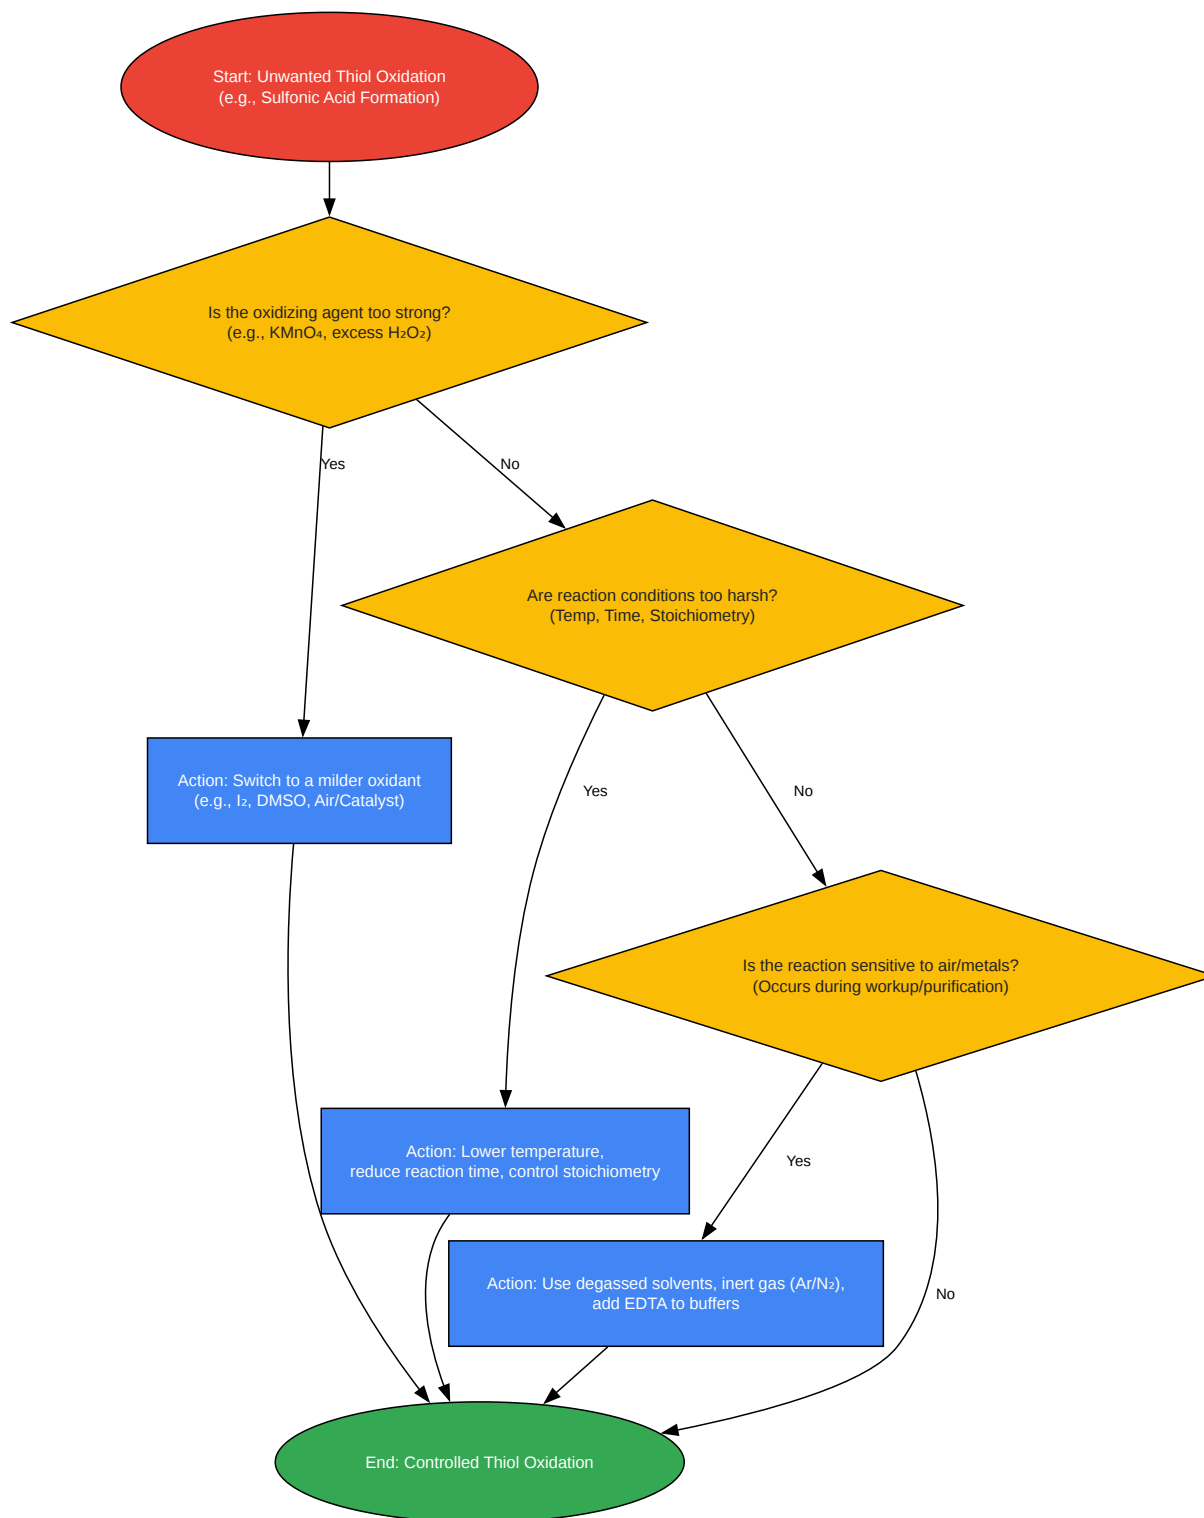 Start: Unwanted Thiol Oxidation
(e.g., Sulfonic Acid Formation)
Is the oxidizing agent too strong?
(e.g., KMnO₄, excess H₂O₂)
Yes
No
Are reaction conditions too harsh?
(Temp, Time, Stoichiometry)
Action: Switch to a milder oxidant
(e.g., I₂, DMSO, Air/Catalyst)
Yes
No
Is the reaction sensitive to air/metals?
(Occurs during workup/purification)
Action: Lower temperature,
reduce reaction time, control stoichiometry
Yes
Action: Use degassed solvents, inert gas (Ar/N₂),
add EDTA to buffers
No
End: Controlled Thiol Oxidation